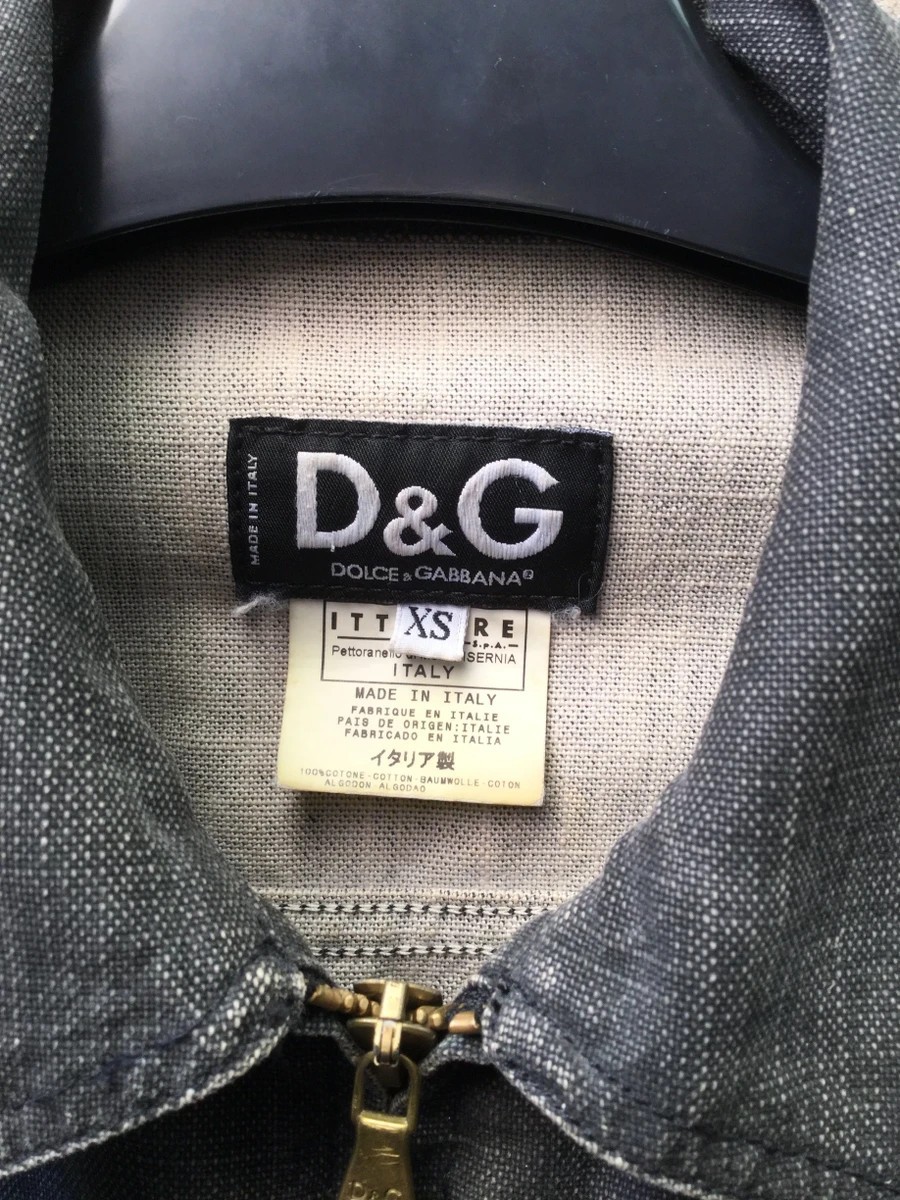 MADE IN ITALY
D&G
DOLCE & GABBANA
XS
ITT RE
S.p.A.
Pettoranello ISERNIA
ITALY
MADE IN ITALY
FABRIQUE EN ITALIE
PAIS DE ORIGEN:ITALIE
FABRICADO EN ITALIA
イタリア製
100%COTONE-COTTON-BAUMWOLLE-COTON
ALGODON-ALGODAO
D&G